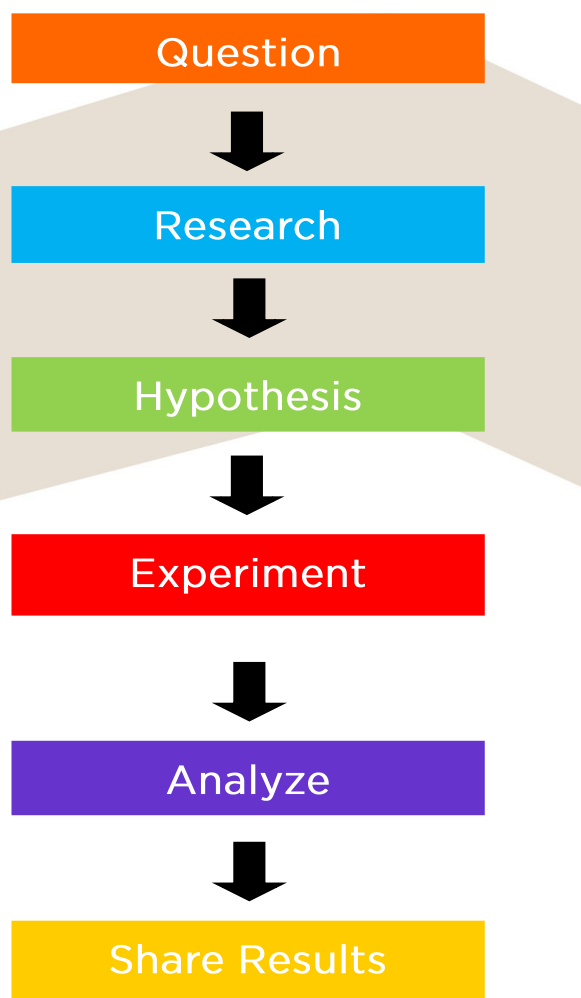 Question
Research
Hypothesis
Experiment
Analyze
Share Results